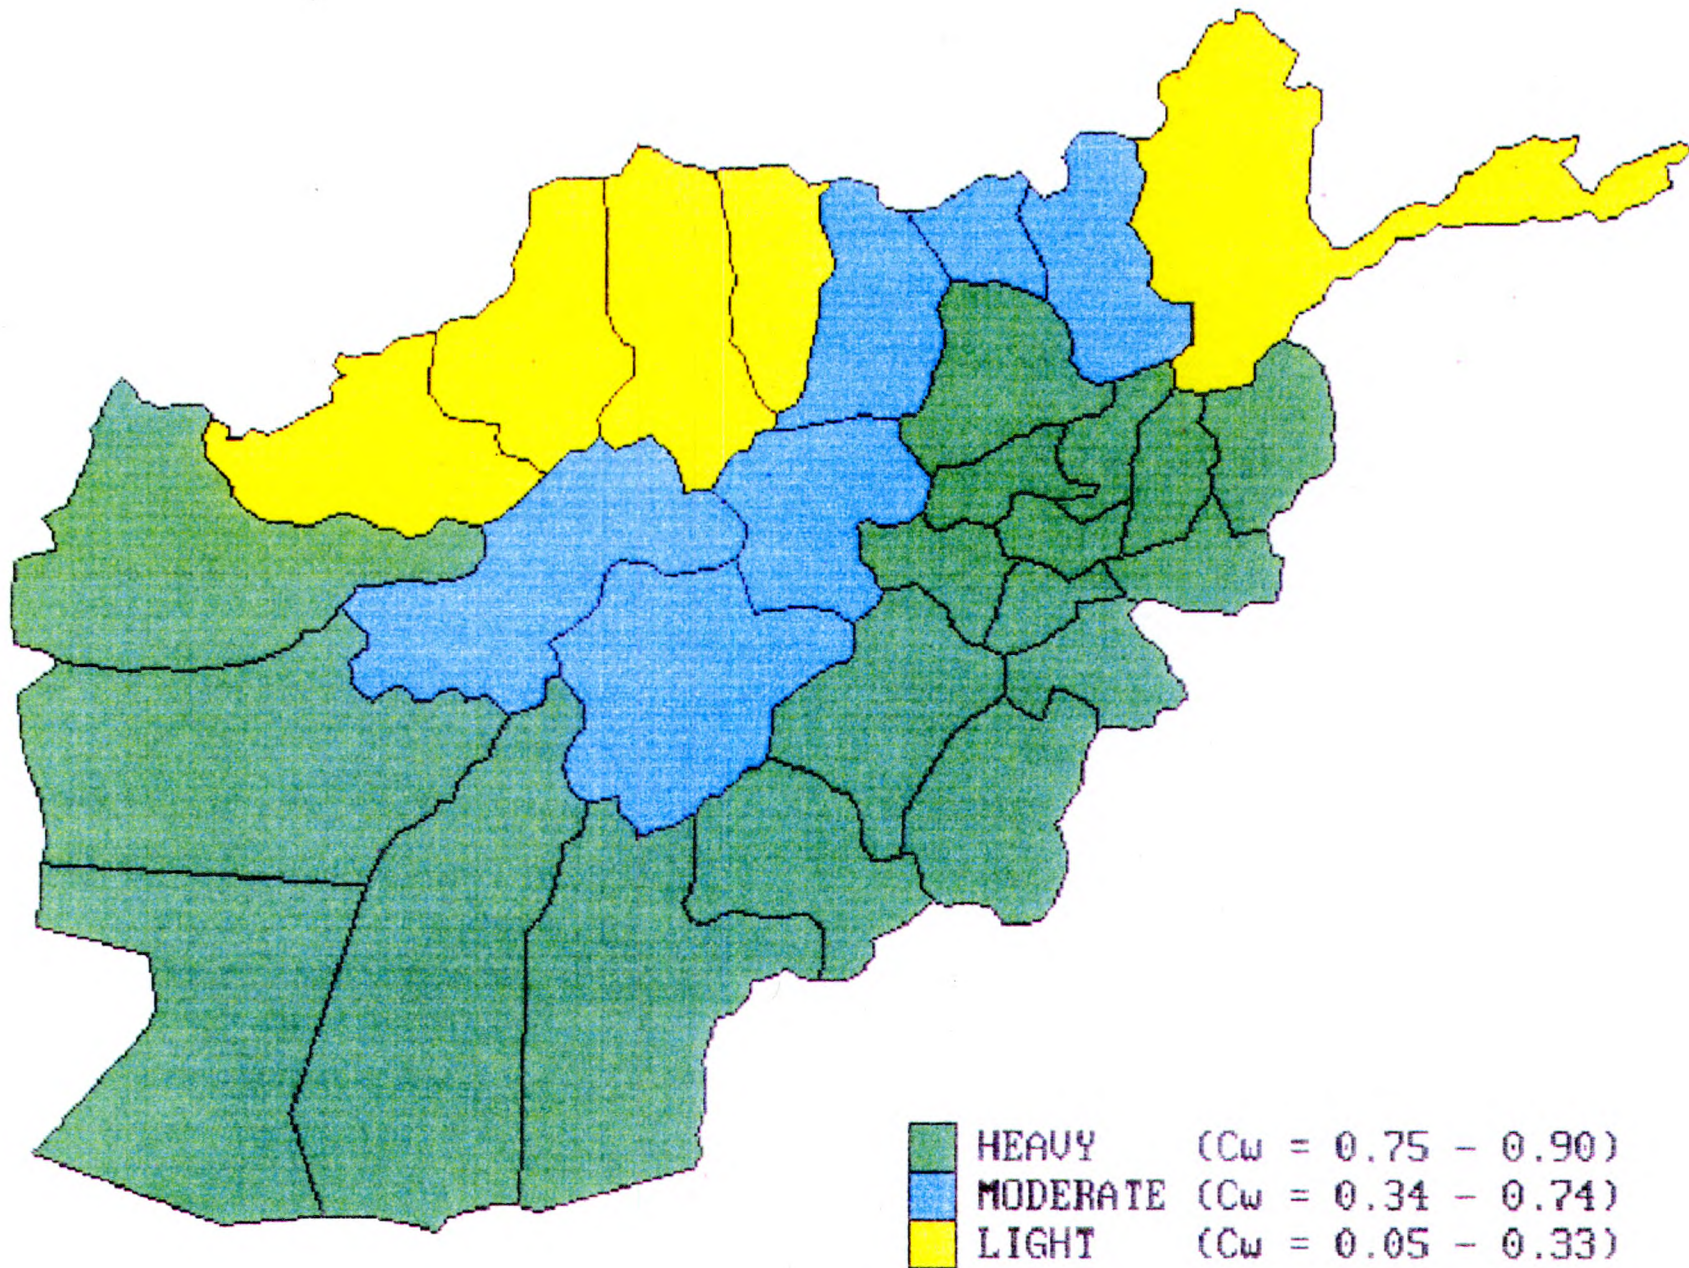 HEAVY (Cw = 0.75 - 0.90)
MODERATE (Cw = 0.34 - 0.74)
LIGHT (Cw = 0.05 - 0.33)